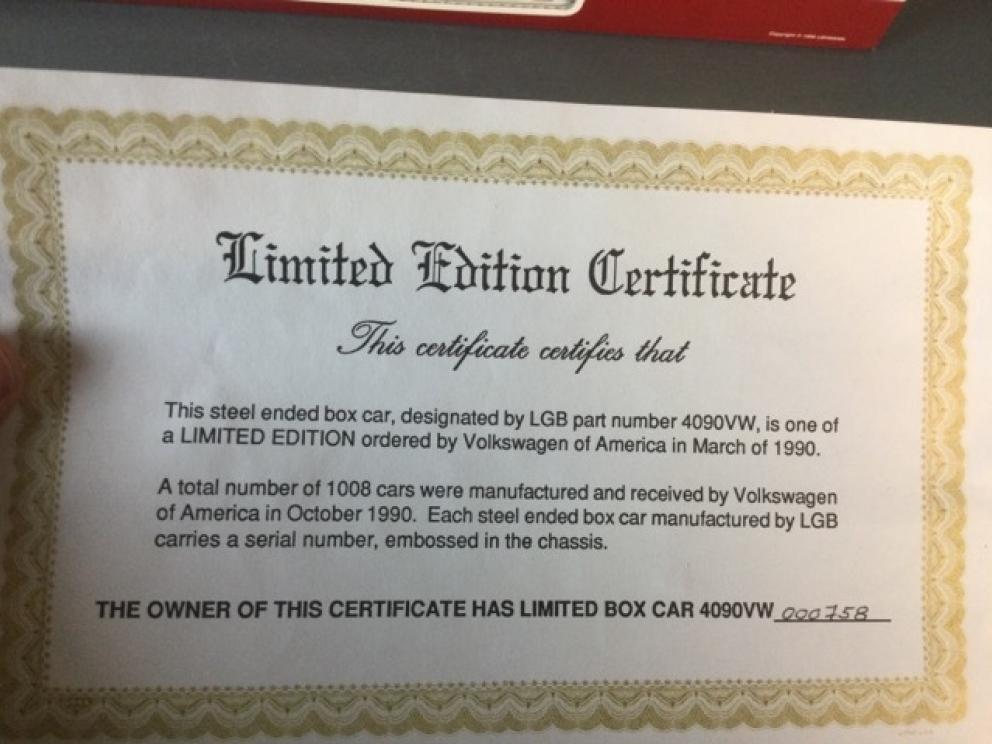 Limited Edition Certificate
This certificate certifies that
This steel ended box car, designated by LGB part number 4090VW, is one of
a LIMITED EDITION ordered by Volkswagen of America in March of 1990.
A total number of 1008 cars were manufactured and received by Volkswagen
of America in October 1990. Each steel ended box car manufactured by LGB
carries a serial number, embossed in the chassis.
THE OWNER OF THIS CERTIFICATE HAS LIMITED BOX CAR 4090VW 000758